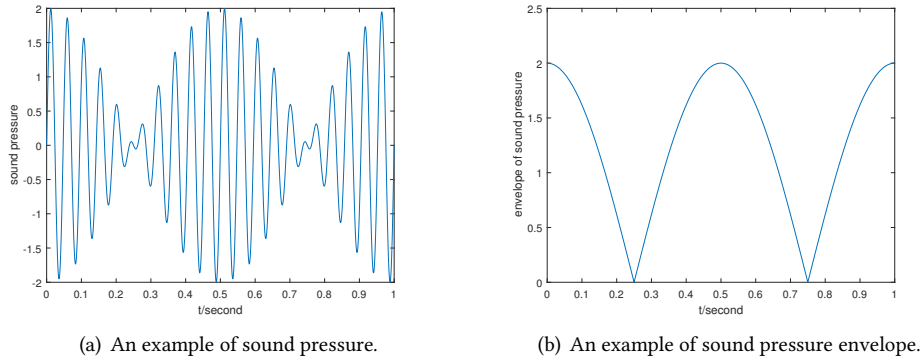 2
1.5
1
0.5
0
-0.5
-1
-1.5
-2
sound pressure
0 0.1 0.2 0.3 0.4 0.5 0.6 0.7 0.8 0.9 1
t/second
(a) An example of sound pressure.
2.5
2
1.5
1
0.5
0
envelope of sound pressure
0 0.1 0.2 0.3 0.4 0.5 0.6 0.7 0.8 0.9 1
t/second
(b) An example of sound pressure envelope.